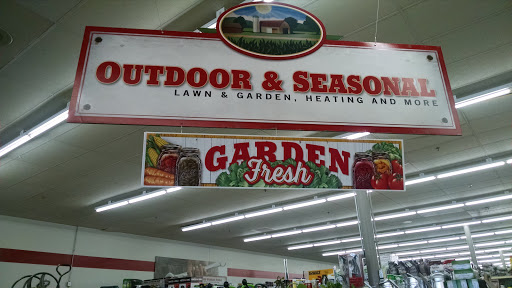 OUTDOOR & SEASONAL
LAWN & GARDEN, HEATING AND MORE
GARDEN
Fresh